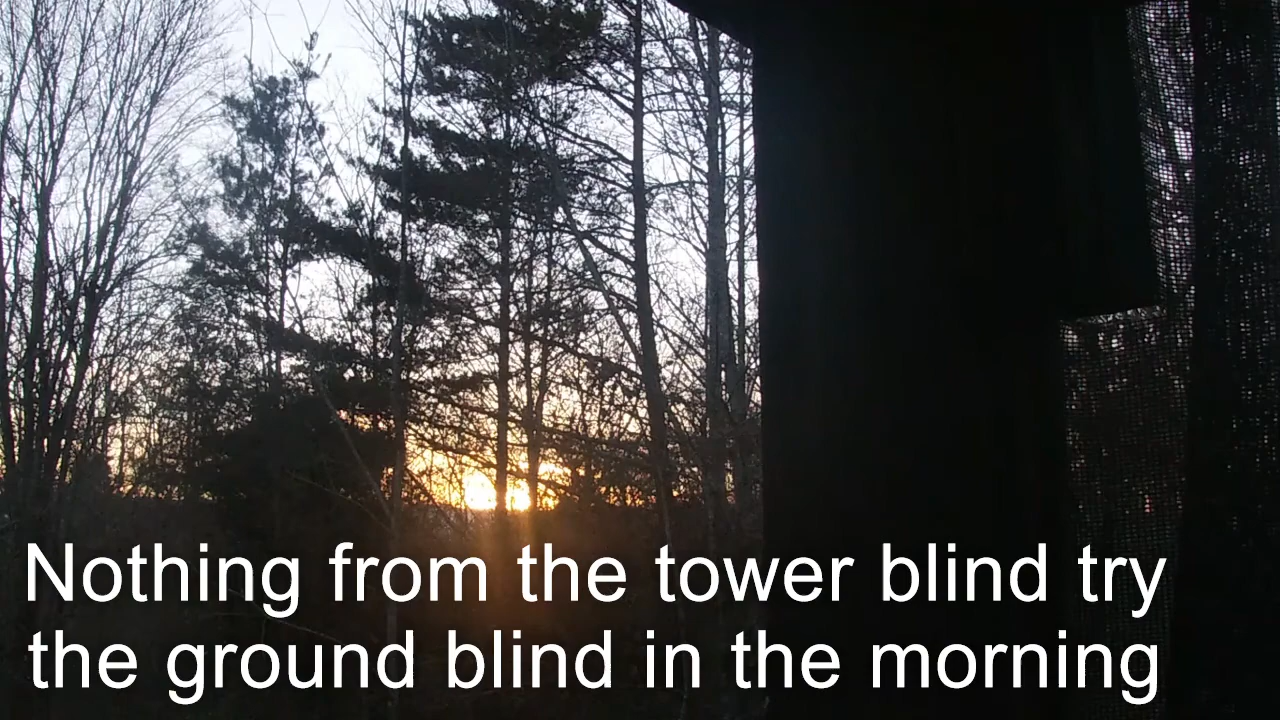 Nothing from the tower blind try
the ground blind in the morning